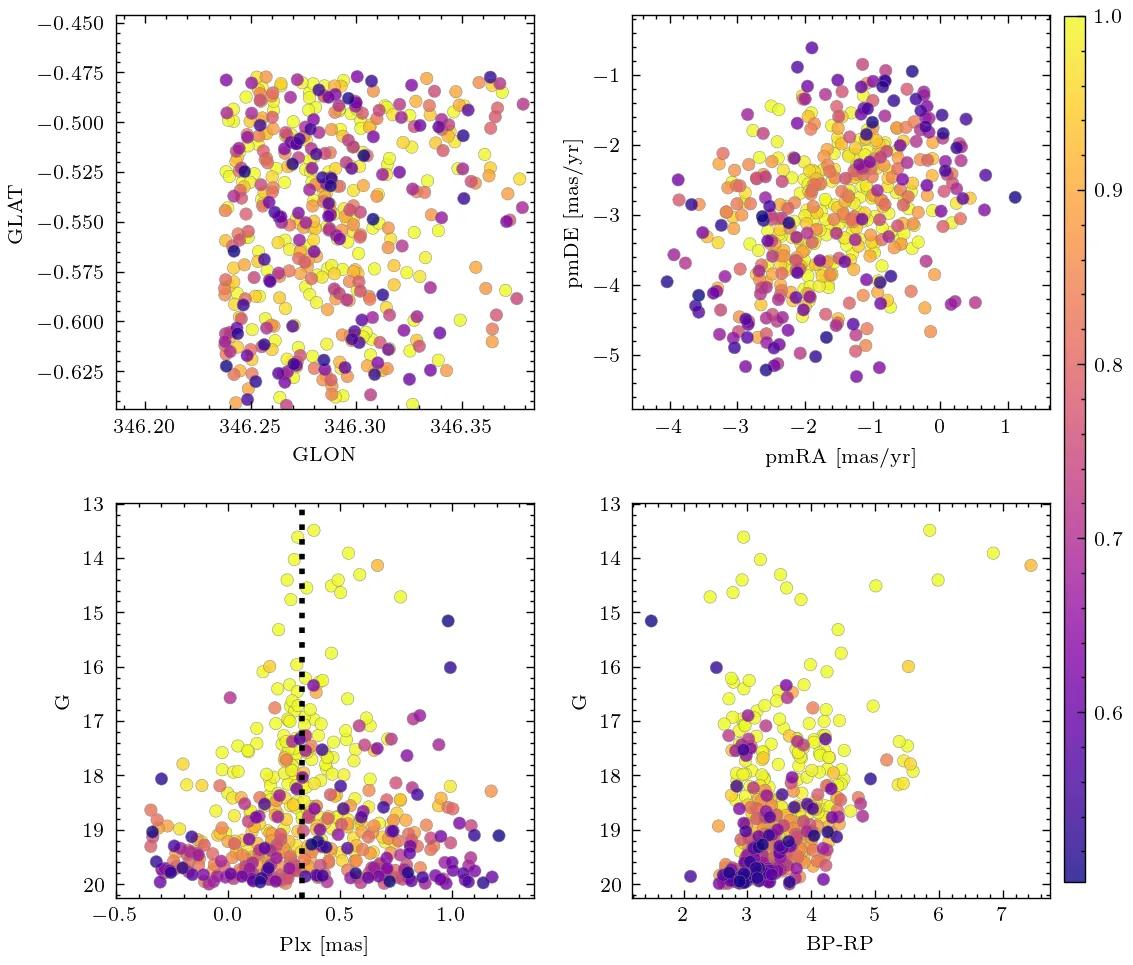 −0.450
−0.475
−0.500
−0.525
−0.550
−0.575
−0.600
−0.625
GLAT
346.20 346.25 346.30 346.35
GLON
−1
−2
−3
−4
−5
pmDE [mas/yr]
−4 −3 −2 −1 0 1
pmRA [mas/yr]
1.0
0.9
0.8
0.7
0.6
13
14
15
16
17
18
19
20
G
−0.5 0.0 0.5 1.0
Plx [mas]
13
14
15
16
17
18
19
20
G
2 3 4 5 6 7
BP-RP